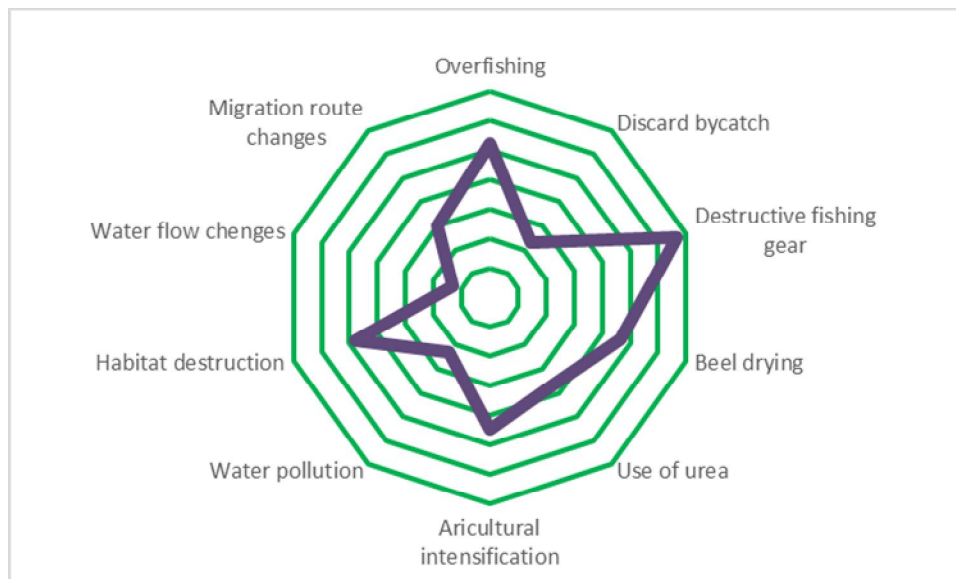 Overfishing
Discard bycatch
Destructive fishing
gear
Beel drying
Use of urea
Aricultural
intensification
Water pollution
Habitat destruction
Water flow chenges
Migration route
changes